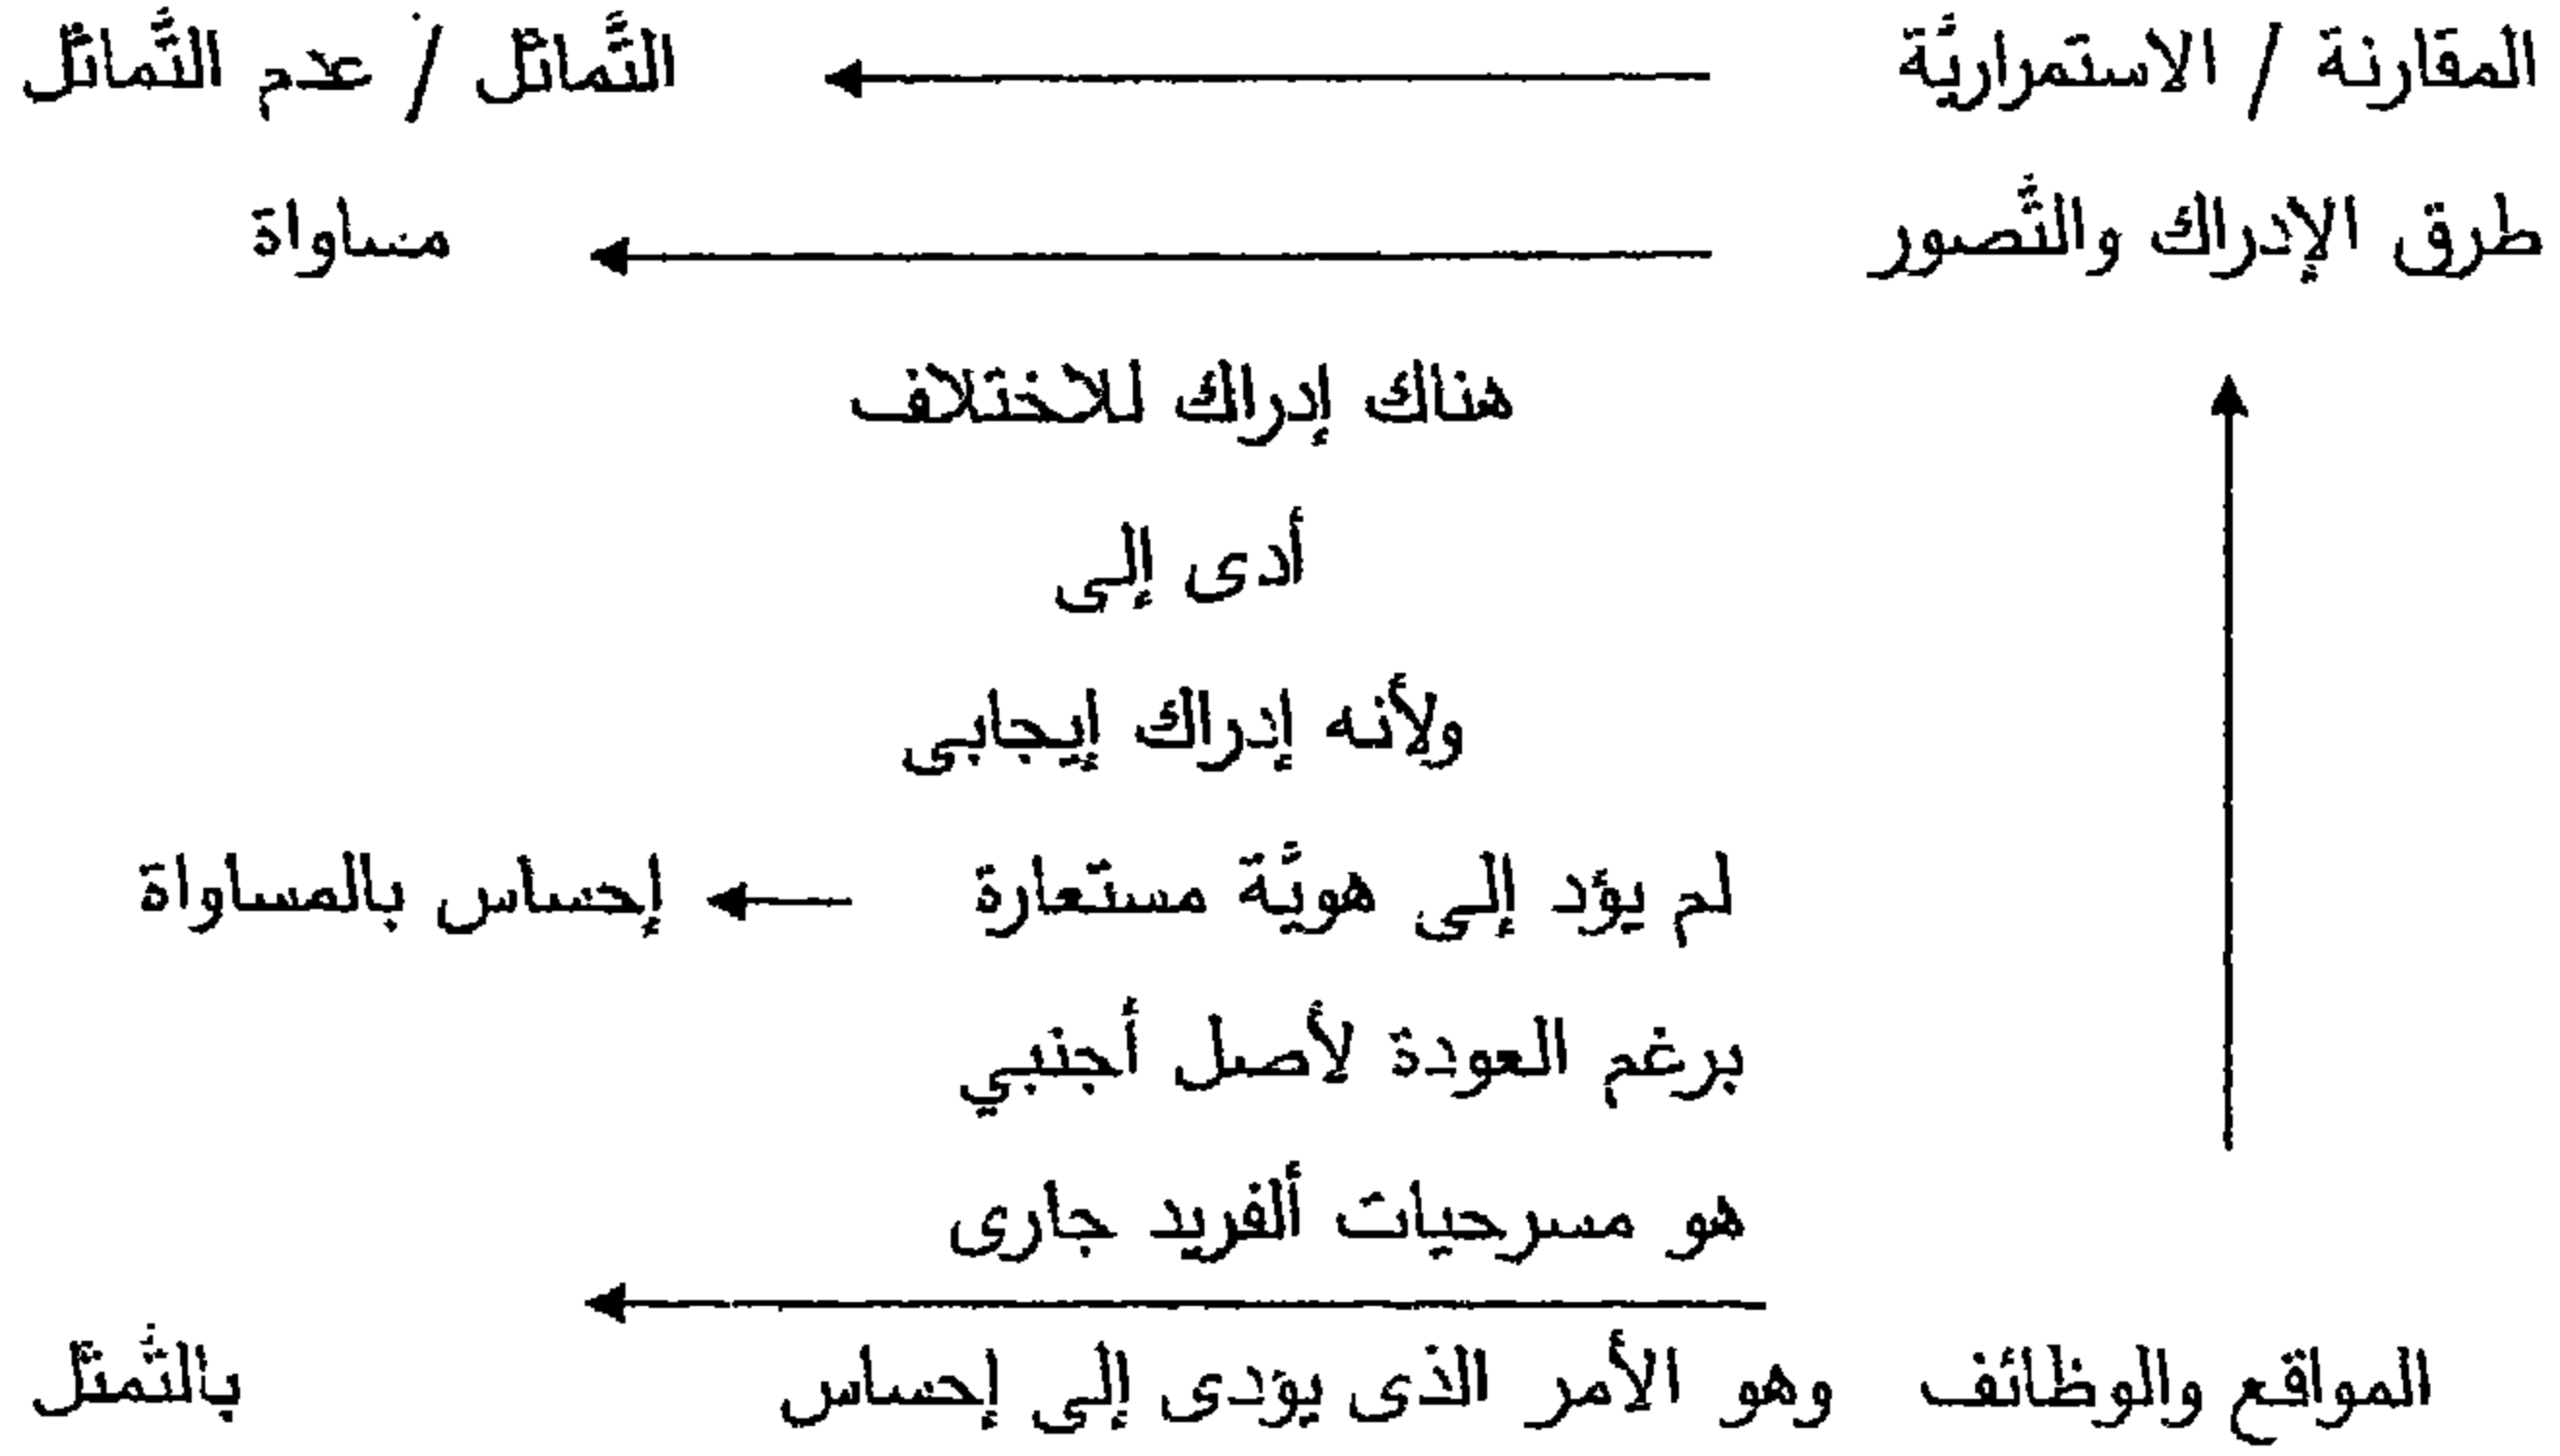 المقارنة / الاستمراريَّة التَّماثل / عدم التَّماثل
طرق الإدراك والتَّصور مساواة
هناك إدراك للاختلاف
أدى إلى
ولأنه إدراك إيجابى
لم يؤد إلى هويَّة مستعارة إحساس بالمساواة
برغم العودة لأصل أجنبي
هو مسرحيات ألفريد جارى
المواقع والوظائف وهو الأمر الذى يؤدى إلى إحساس بالتَّمثل